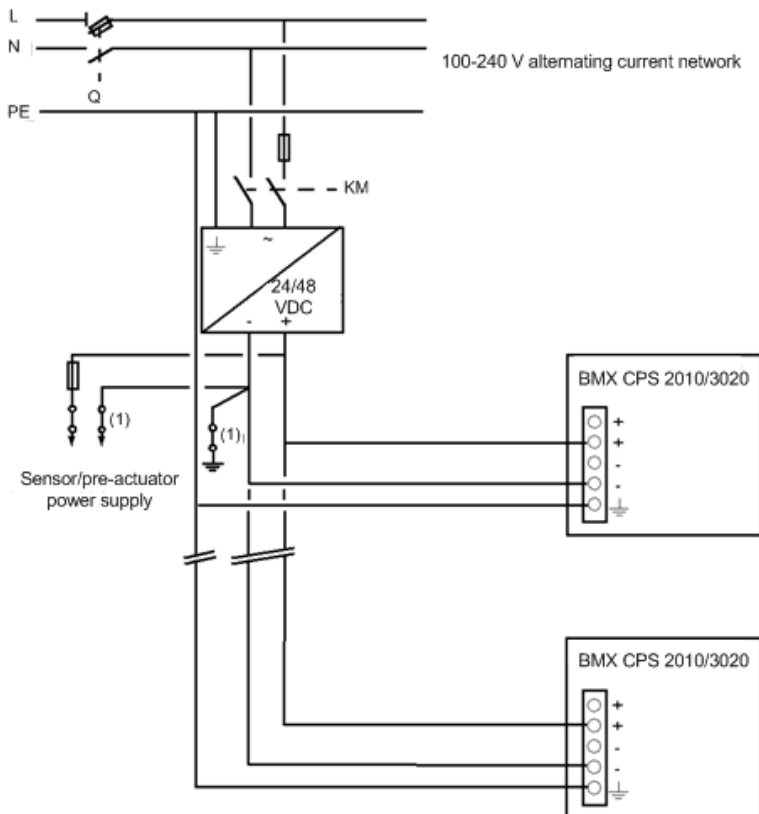 L
N
100-240 V alternating current network
Q
PE
KM
~
24/48
VDC
- +
BMX CPS 2010/3020
+
+
-
-
(1)
(1)
Sensor/pre-actuator
power supply
BMX CPS 2010/3020
+
+
-
-